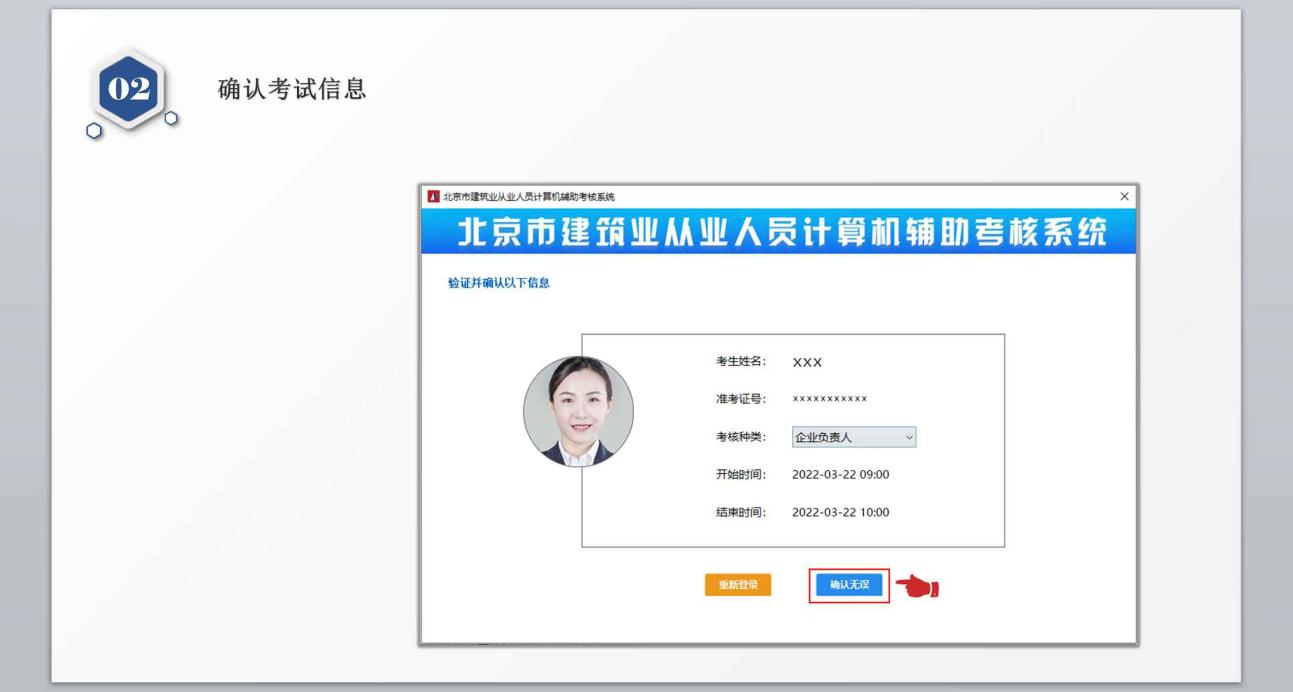 02
确认考试信息
北京市建筑业从业人员计算机辅助考核系统
北京市建筑业从业人员计算机辅助考核系统
验证并确认以下信息
考生姓名: XXX
准考证号: ×××××××××××
考核种类: 企业负责人
开始时间: 2022-03-22 09:00
结束时间: 2022-03-22 10:00
重新登录 确认无误